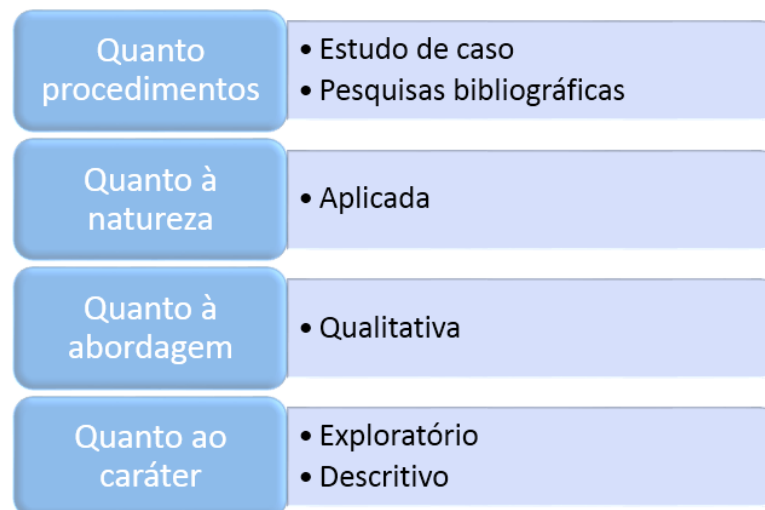 Quanto
procedimentos
• Estudo de caso
• Pesquisas bibliográficas
Quanto à
natureza
• Aplicada
Quanto à
abordagem
• Qualitativa
Quanto ao
caráter
• Exploratório
• Descritivo